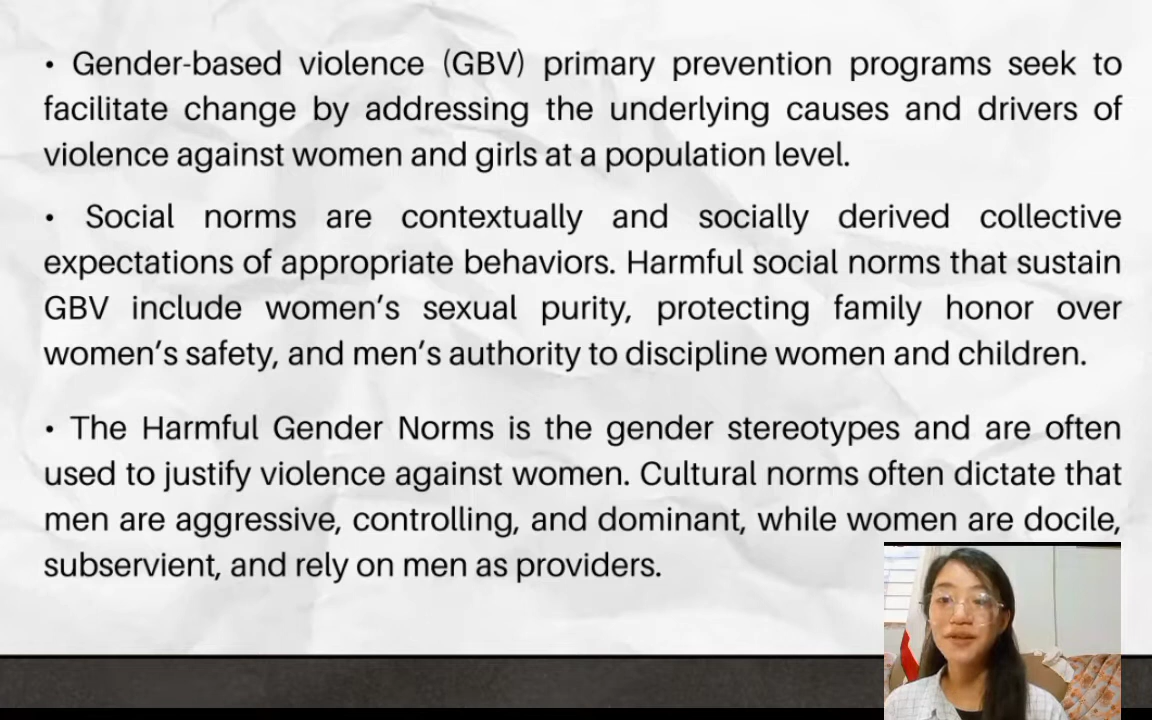 • Gender-based violence (GBV) primary prevention programs seek to
facilitate change by addressing the underlying causes and drivers of
violence against women and girls at a population level.
• Social norms are contextually and socially derived collective
expectations of appropriate behaviors. Harmful social norms that sustain
GBV include women’s sexual purity, protecting family honor over
women’s safety, and men’s authority to discipline women and children.
• The Harmful Gender Norms is the gender stereotypes and are often
used to justify violence against women. Cultural norms often dictate that
men are aggressive, controlling, and dominant, while women are docile,
subservient, and rely on men as providers.